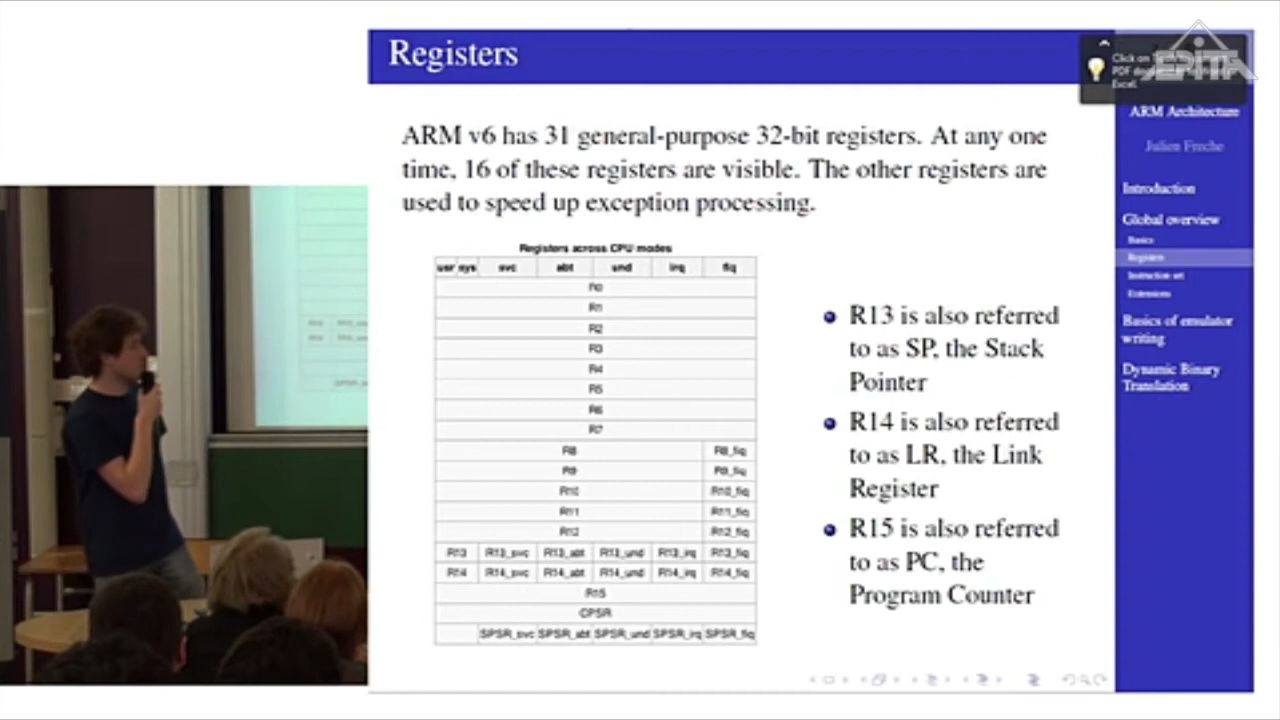 Registers
EPITA
Click on
PDF
Excel.
ARM v6 has 31 general-purpose 32-bit registers. At any one
time, 16 of these registers are visible. The other registers are
used to speed up exception processing.
Registers across CPU modes
usr sys svc abt und irq fiq
R0
R1
R2
R3
R4
R5
R6
R7
R8 R8_fiq
R9 R9_fiq
R10 R10_fiq
R11 R11_fiq
R12 R12_fiq
R13 R13_svc R13_abt R13_und R13_irq R13_fiq
R14 R14_svc R14_abt R14_und R14_irq R14_fiq
R15
CPSR
SPSR_svc SPSR_abt SPSR_und SPSR_irq SPSR_fiq
R13 is also referred
to as SP, the Stack
Pointer
R14 is also referred
to as LR, the Link
Register
R15 is also referred
to as PC, the
Program Counter
ARM Architecture
Julien Freche
Introduction
Global overview
Basics
Registers
Instruction set
Extensions
Basics of emulator
writing
Dynamic Binary
Translation